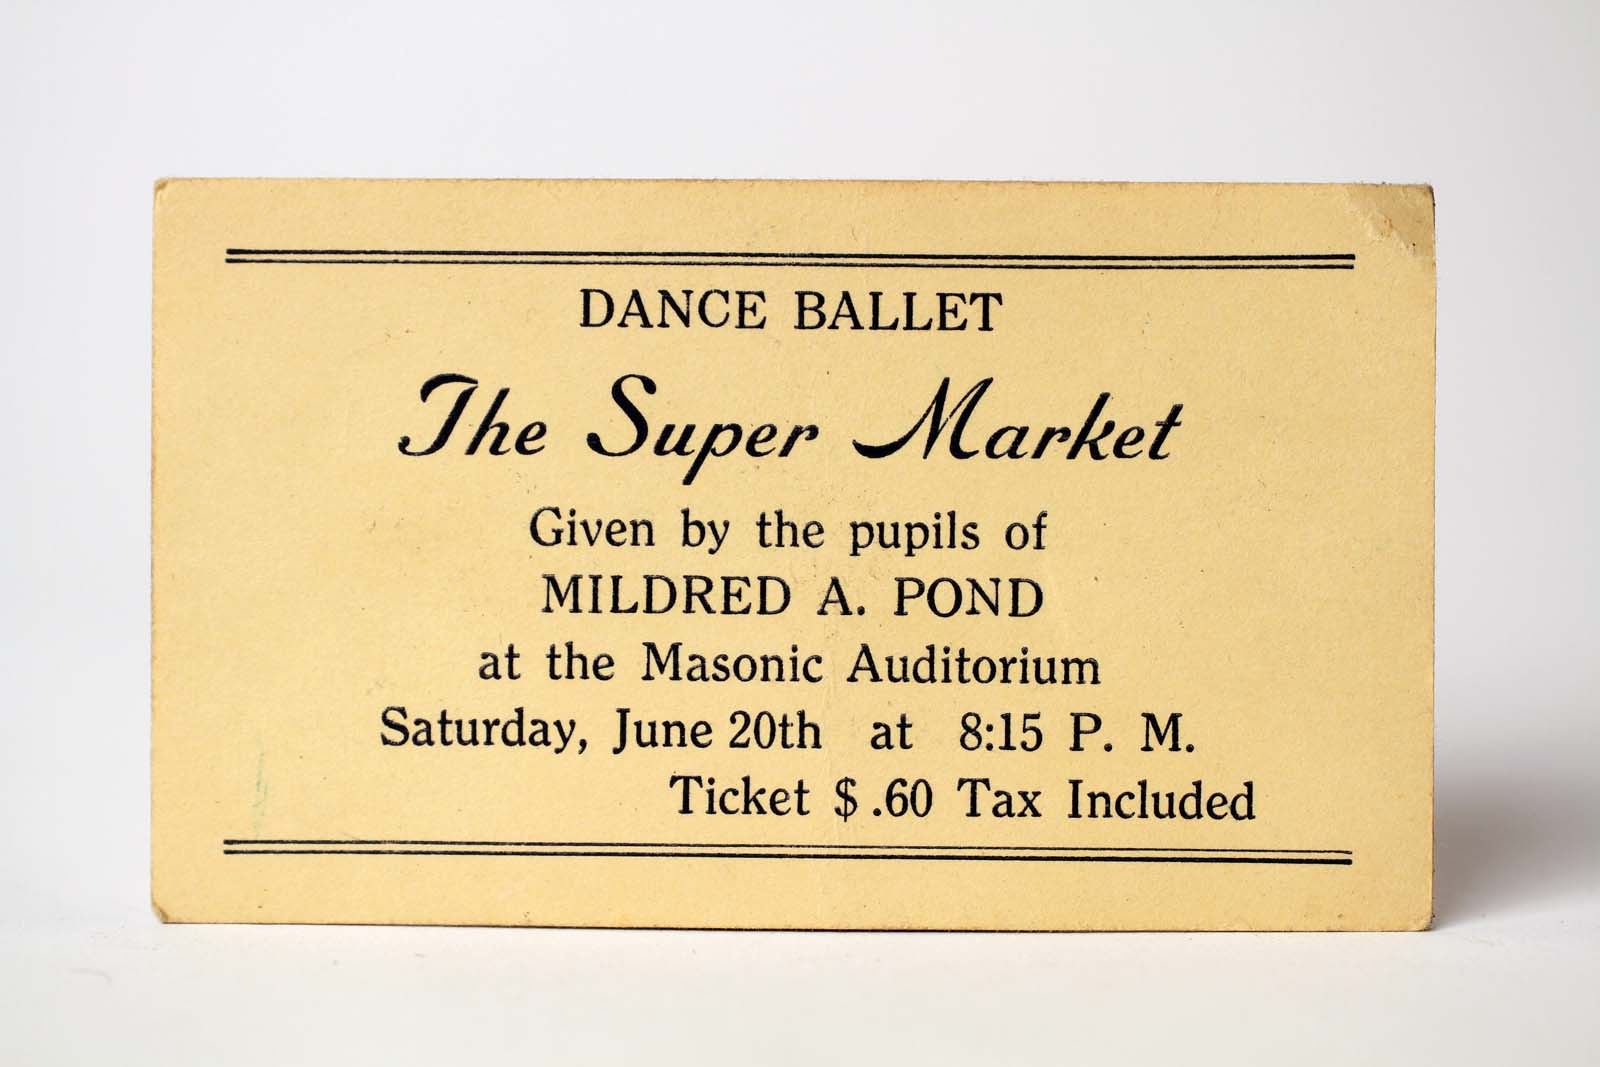 DANCE BALLET
The Super Market
Given by the pupils of
MILDRED A. POND
at the Masonic Auditorium
Saturday, June 20th at 8:15 P. M.
Ticket $ .60 Tax Included